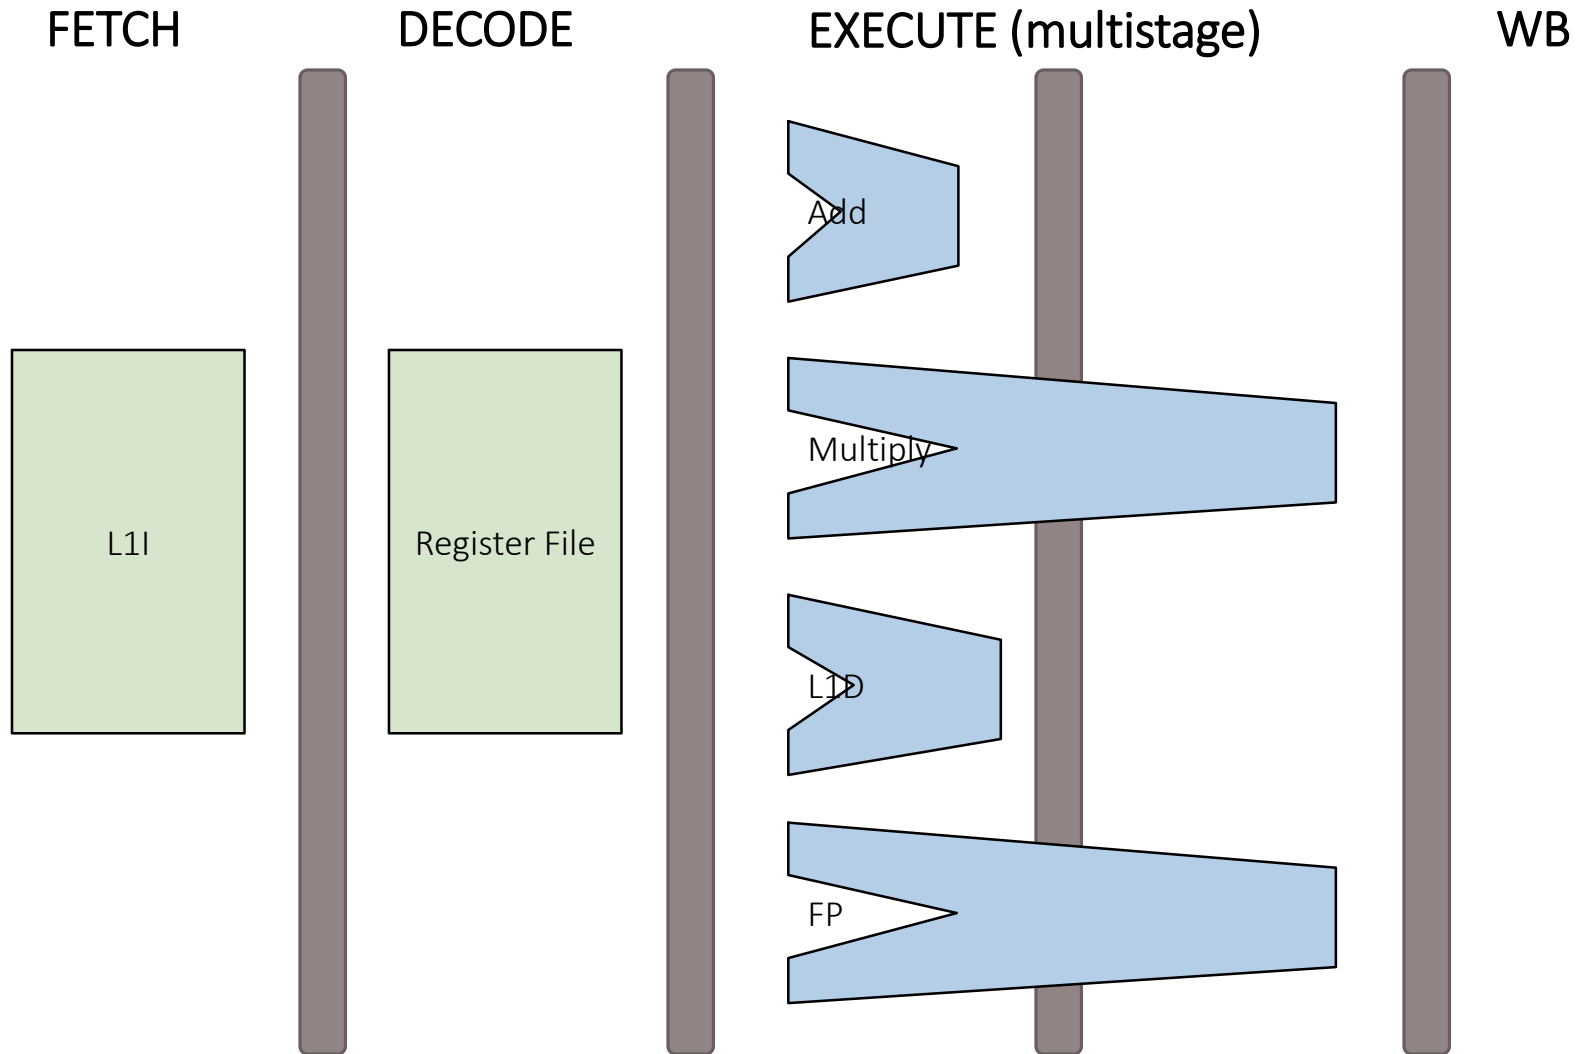 FETCH
DECODE
EXECUTE (multistage)
WB
Add
Multiply
L1I
Register File
L1D
FP